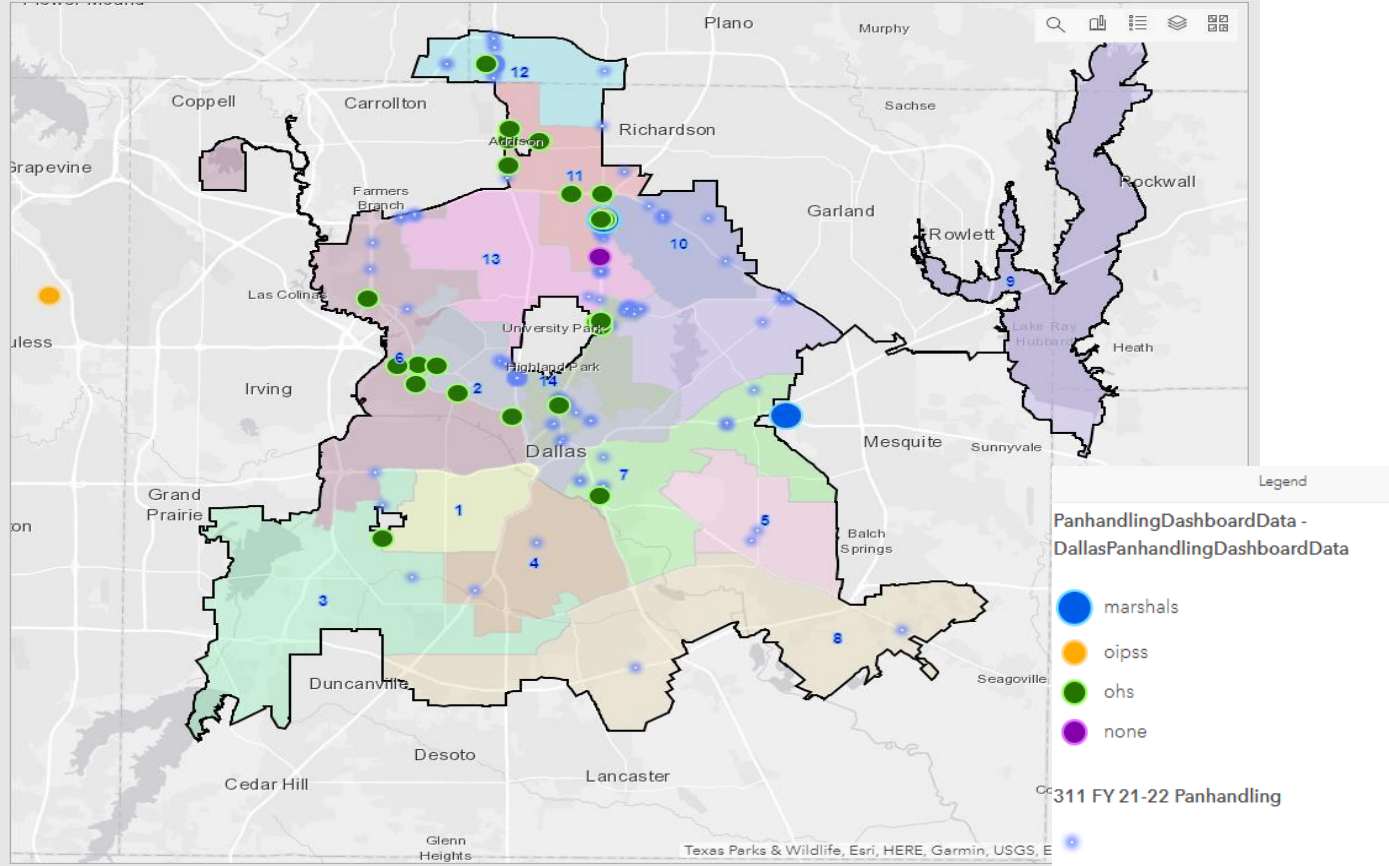 Plano
Murphy
12
Coppell
Carrollton
Sachse
Richardson
Addison
Grapevine
11
Rockwall
Farmers
Branch
Garland
Rowlett
10
13
9
Las Colinas
University Park
Lake Ray
Hubbard
uless
Heath
6
Highland Park
14
Irving
2
Mesquite
Sunnyvale
Dallas
7
Grand
Prairie
1
5
on
Balch
Springs
4
3
8
Duncanville
Seagoville
Desoto
Lancaster
Cedar Hill
Glenn
Heights
Texas Parks & Wildlife, Esri, HERE, Garmin, USGS, E
Legend
PanhandlingDashboardData -
DallasPanhandlingDashboardData
marshals
oipss
ohs
none
311 FY 21-22 Panhandling